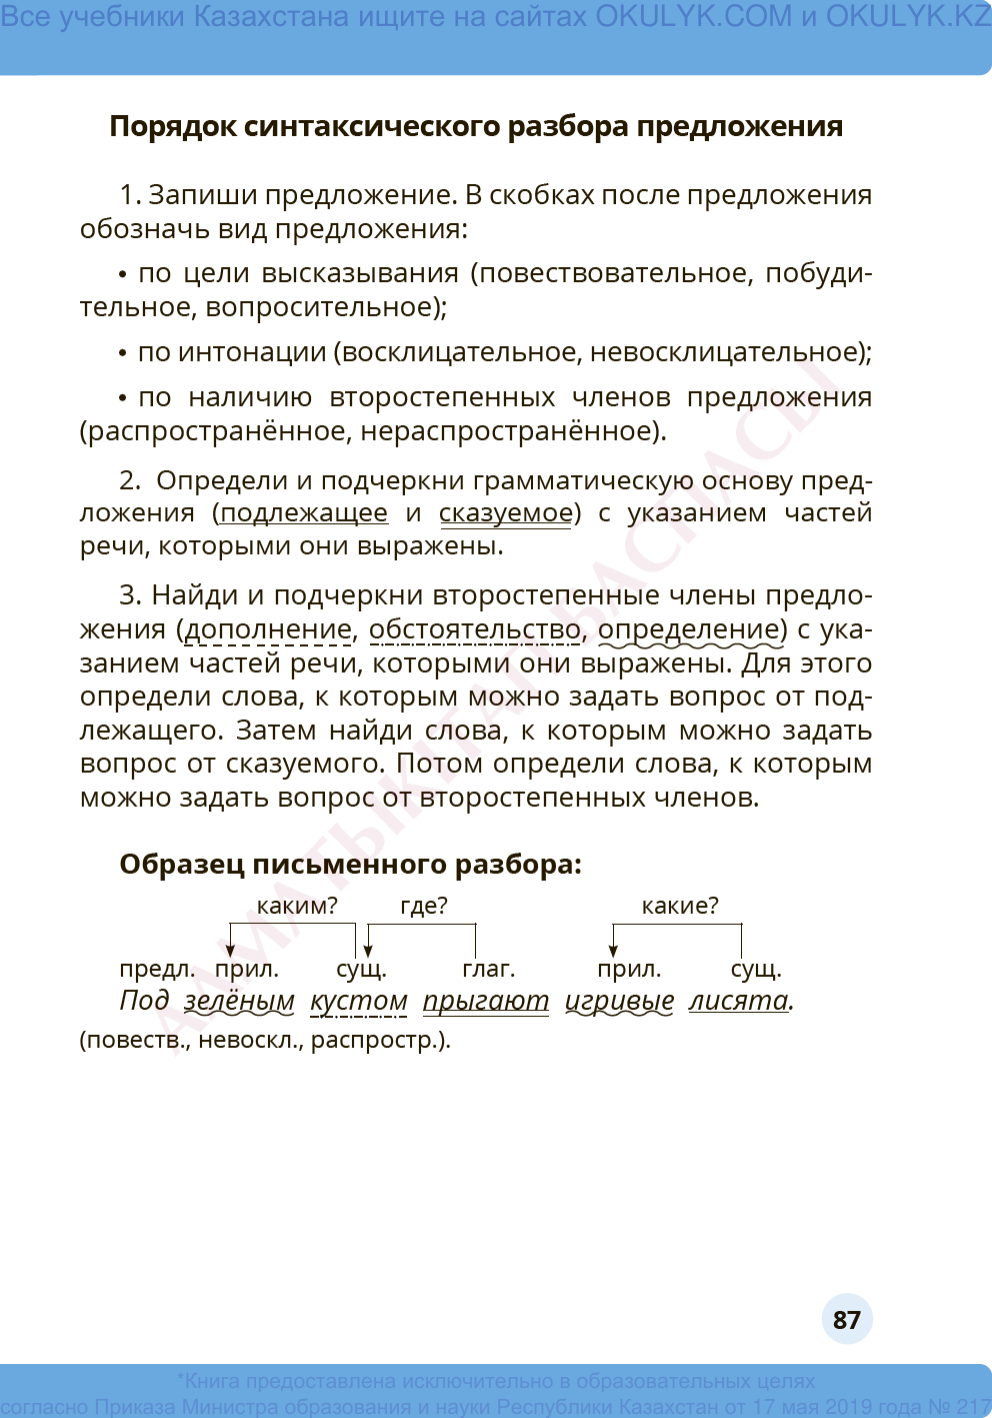 Все учебники Казахстана ищите на сайтах OKULYK.COM и OKULYK.KZ
Порядок синтаксического разбора предложения
1. Запиши предложение. В скобках после предложения
обозначь вид предложения:
• по цели высказывания (повествовательное, побуди-
тельное, вопросительное);
• по интонации (восклицательное, невосклицательное);
• по наличию второстепенных членов предложения
(распространённое, нераспространённое).
2. Определи и подчеркни грамматическую основу пред-
ложения (подлежащее и сказуемое) с указанием частей
речи, которыми они выражены.
3. Найди и подчеркни второстепенные члены предло-
жения (дополнение, обстоятельство, определение) с ука-
занием частей речи, которыми они выражены. Для этого
определи слова, к которым можно задать вопрос от под-
лежащего. Затем найди слова, к которым можно задать
вопрос от сказуемого. Потом определи слова, к которым
можно задать вопрос от второстепенных членов.
Образец письменного разбора:
каким? где? какие?
предл. прил. сущ. глаг. прил. сущ.
Под зелёным кустом прыгают игривые лисята.
(повеств., невоскл., распростр.).
АЛМАТЫКІТАП БАСПАСЫ
87
*Книга предоставлена исключительно в образовательных целях
согласно Приказа Министра образования и науки Республики Казахстан от 17 мая 2019 года № 217